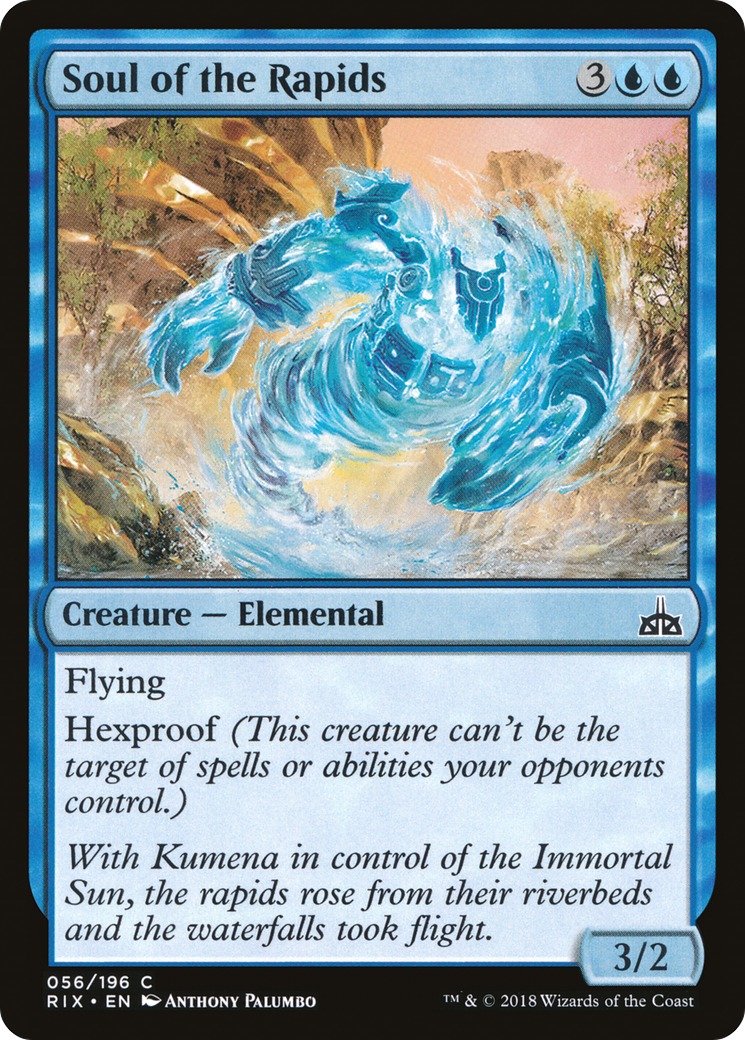 Soul of the Rapids 3
Creature — Elemental
Flying
Hexproof (This creature can't be the
target of spells or abilities your opponents
control.)
With Kumena in control of the Immortal
Sun, the rapids rose from their riverbeds
and the waterfalls took flight.
3/2
056/196 C
RIX • EN Anthony Palumbo
™ & © 2018 Wizards of the Coast